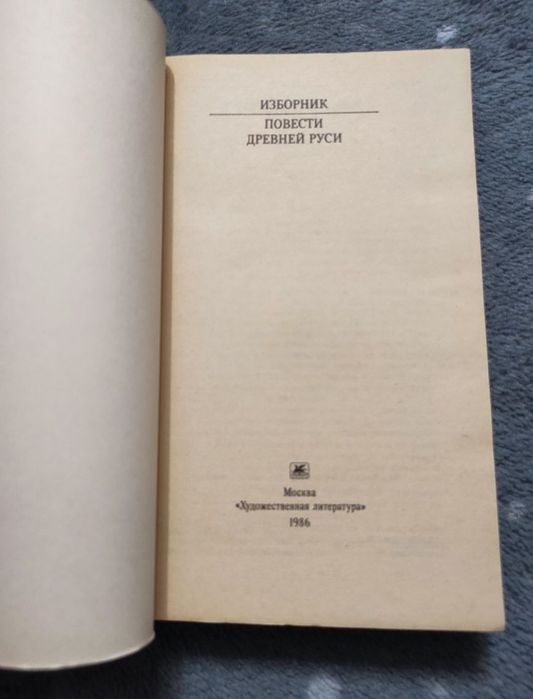 ИЗБОРНИК
ПОВЕСТИ
ДРЕВНЕЙ РУСИ
Москва
«Художественная литература»
1986